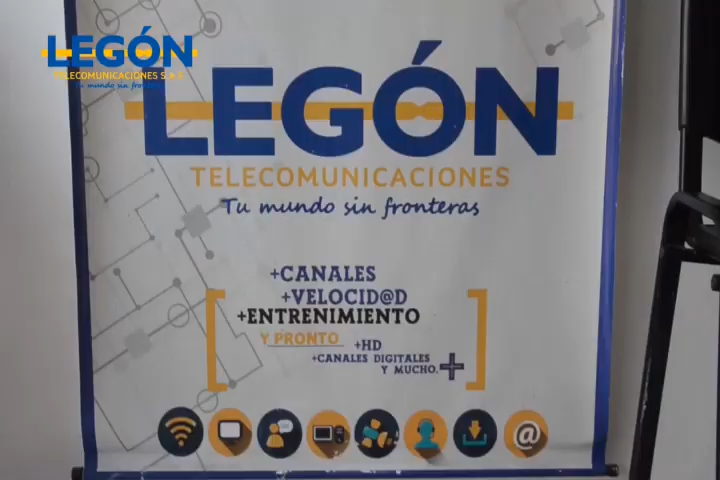 LEGÓN
TELECOMUNICACIONES S.A.S
Tu mundo sin fronteras
LEGÓN
TELECOMUNICACIONES
Tu mundo sin fronteras
+CANALES
+VELOCID@D
+ENTRENIMIENTO
Y PRONTO +HD
+CANALES DIGITALES
Y MUCHO. +
@